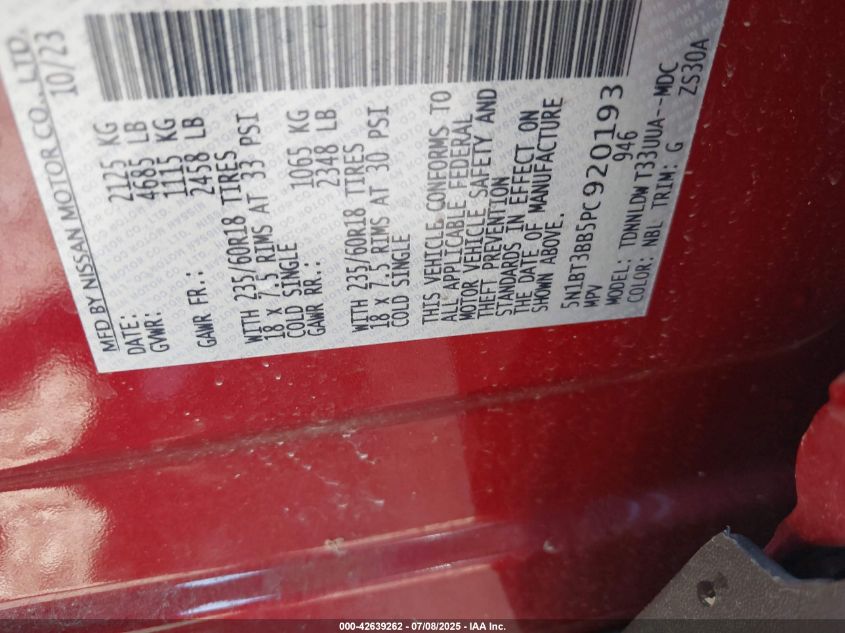 MFD BY NISSAN MOTOR CO., LTD.
DATE: 10/23
GVWR: 2125 KG
4685 LB
GAWR FR.: 1115 KG
2458 LB
WITH 235/60R18 TIRES
18 X 7.5 RIMS AT 33 PSI
COLD SINGLE
GAWR RR.: 1065 KG
2348 LB
WITH 235/60R18 TIRES
18 X 7.5 RIMS AT 30 PSI
COLD SINGLE
THIS VEHICLE CONFORMS TO
ALL APPLICABLE FEDERAL
MOTOR VEHICLE SAFETY AND
THEFT PREVENTION
STANDARDS IN EFFECT ON
THE DATE OF MANUFACTURE
SHOWN ABOVE.
5N1BT3BB5PC920193
MPV 946
MODEL: TDNNLDW T33UUA--MDC
COLOR: NBL TRIM: G ZS30A
000-42639262 - 07/08/2025 - IAA Inc.